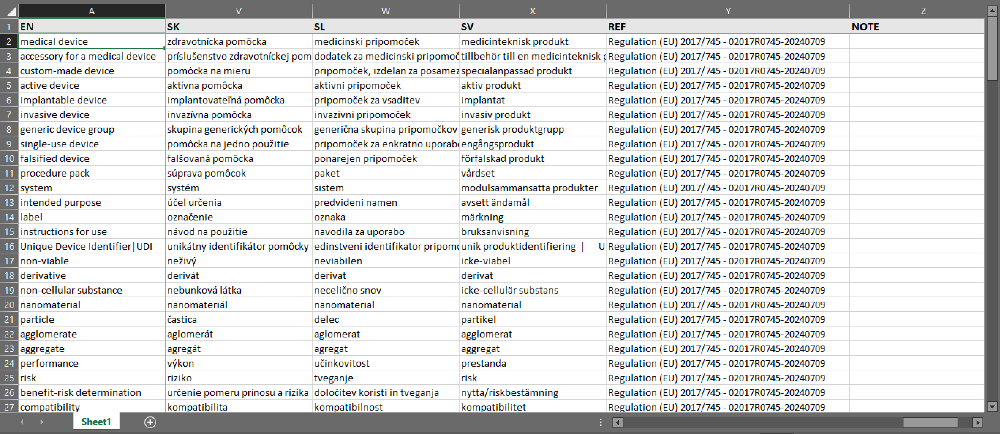 A V W X Y Z
1 EN SK SL SV REF NOTE
2 medical device zdravotnícka pomôcka medicinski pripomoček medicinteknisk produkt Regulation (EU) 2017/745 - 02017R0745-20240709
3 accessory for a medical device príslušenstvo zdravotníckej pom dodatek za medicinski pripomoč tillbehör till en medicinteknisk p Regulation (EU) 2017/745 - 02017R0745-20240709
4 custom-made device pomôcka na mieru pripomoček, izdelan za posamez specialanpassad produkt Regulation (EU) 2017/745 - 02017R0745-20240709
5 active device aktívna pomôcka aktivni pripomoček aktiv produkt Regulation (EU) 2017/745 - 02017R0745-20240709
6 implantable device implantovateľná pomôcka pripomoček za vsaditev implantat Regulation (EU) 2017/745 - 02017R0745-20240709
7 invasive device invazívna pomôcka invazivni pripomoček invasiv produkt Regulation (EU) 2017/745 - 02017R0745-20240709
8 generic device group skupina generických pomôcok generična skupina pripomočkov generisk produktgrupp Regulation (EU) 2017/745 - 02017R0745-20240709
9 single-use device pomôcka na jedno použitie pripomoček za enkratno uporab engångsprodukt Regulation (EU) 2017/745 - 02017R0745-20240709
10 falsified device falšovaná pomôcka ponarejen pripomoček förfalskad produkt Regulation (EU) 2017/745 - 02017R0745-20240709
11 procedure pack súprava pomôcok paket vårdset Regulation (EU) 2017/745 - 02017R0745-20240709
12 system systém sistem modulsammansatta produkter Regulation (EU) 2017/745 - 02017R0745-20240709
13 intended purpose účel určenia predvideni namen avsett ändamål Regulation (EU) 2017/745 - 02017R0745-20240709
14 label označenie oznaka märkning Regulation (EU) 2017/745 - 02017R0745-20240709
15 instructions for use návod na použitie navodila za uporabo bruksanvisning Regulation (EU) 2017/745 - 02017R0745-20240709
16 Unique Device Identifier|UDI unikátny identifikátor pomôcky edinstveni identifikator pripomo unik produktidentifiering | U Regulation (EU) 2017/745 - 02017R0745-20240709
17 non-viable neživý neviabilen icke-viabel Regulation (EU) 2017/745 - 02017R0745-20240709
18 derivative derivát derivat derivat Regulation (EU) 2017/745 - 02017R0745-20240709
19 non-cellular substance nebunková látka necelično snov icke-cellulär substans Regulation (EU) 2017/745 - 02017R0745-20240709
20 nanomaterial nanomateriál nanomaterial nanomaterial Regulation (EU) 2017/745 - 02017R0745-20240709
21 particle častica delec partikel Regulation (EU) 2017/745 - 02017R0745-20240709
22 agglomerate aglomerát aglomerat agglomerat Regulation (EU) 2017/745 - 02017R0745-20240709
23 aggregate agregát agregat aggregat Regulation (EU) 2017/745 - 02017R0745-20240709
24 performance výkon učinkovitost prestanda Regulation (EU) 2017/745 - 02017R0745-20240709
25 risk riziko tveganje risk Regulation (EU) 2017/745 - 02017R0745-20240709
26 benefit-risk determination určenie pomeru prínosu a rizika določitev koristi in tveganja nytta/riskbestämning Regulation (EU) 2017/745 - 02017R0745-20240709
27 compatibility kompatibilita kompatibilnost kompatibilitet Regulation (EU) 2017/745 - 02017R0745-20240709
Sheet1